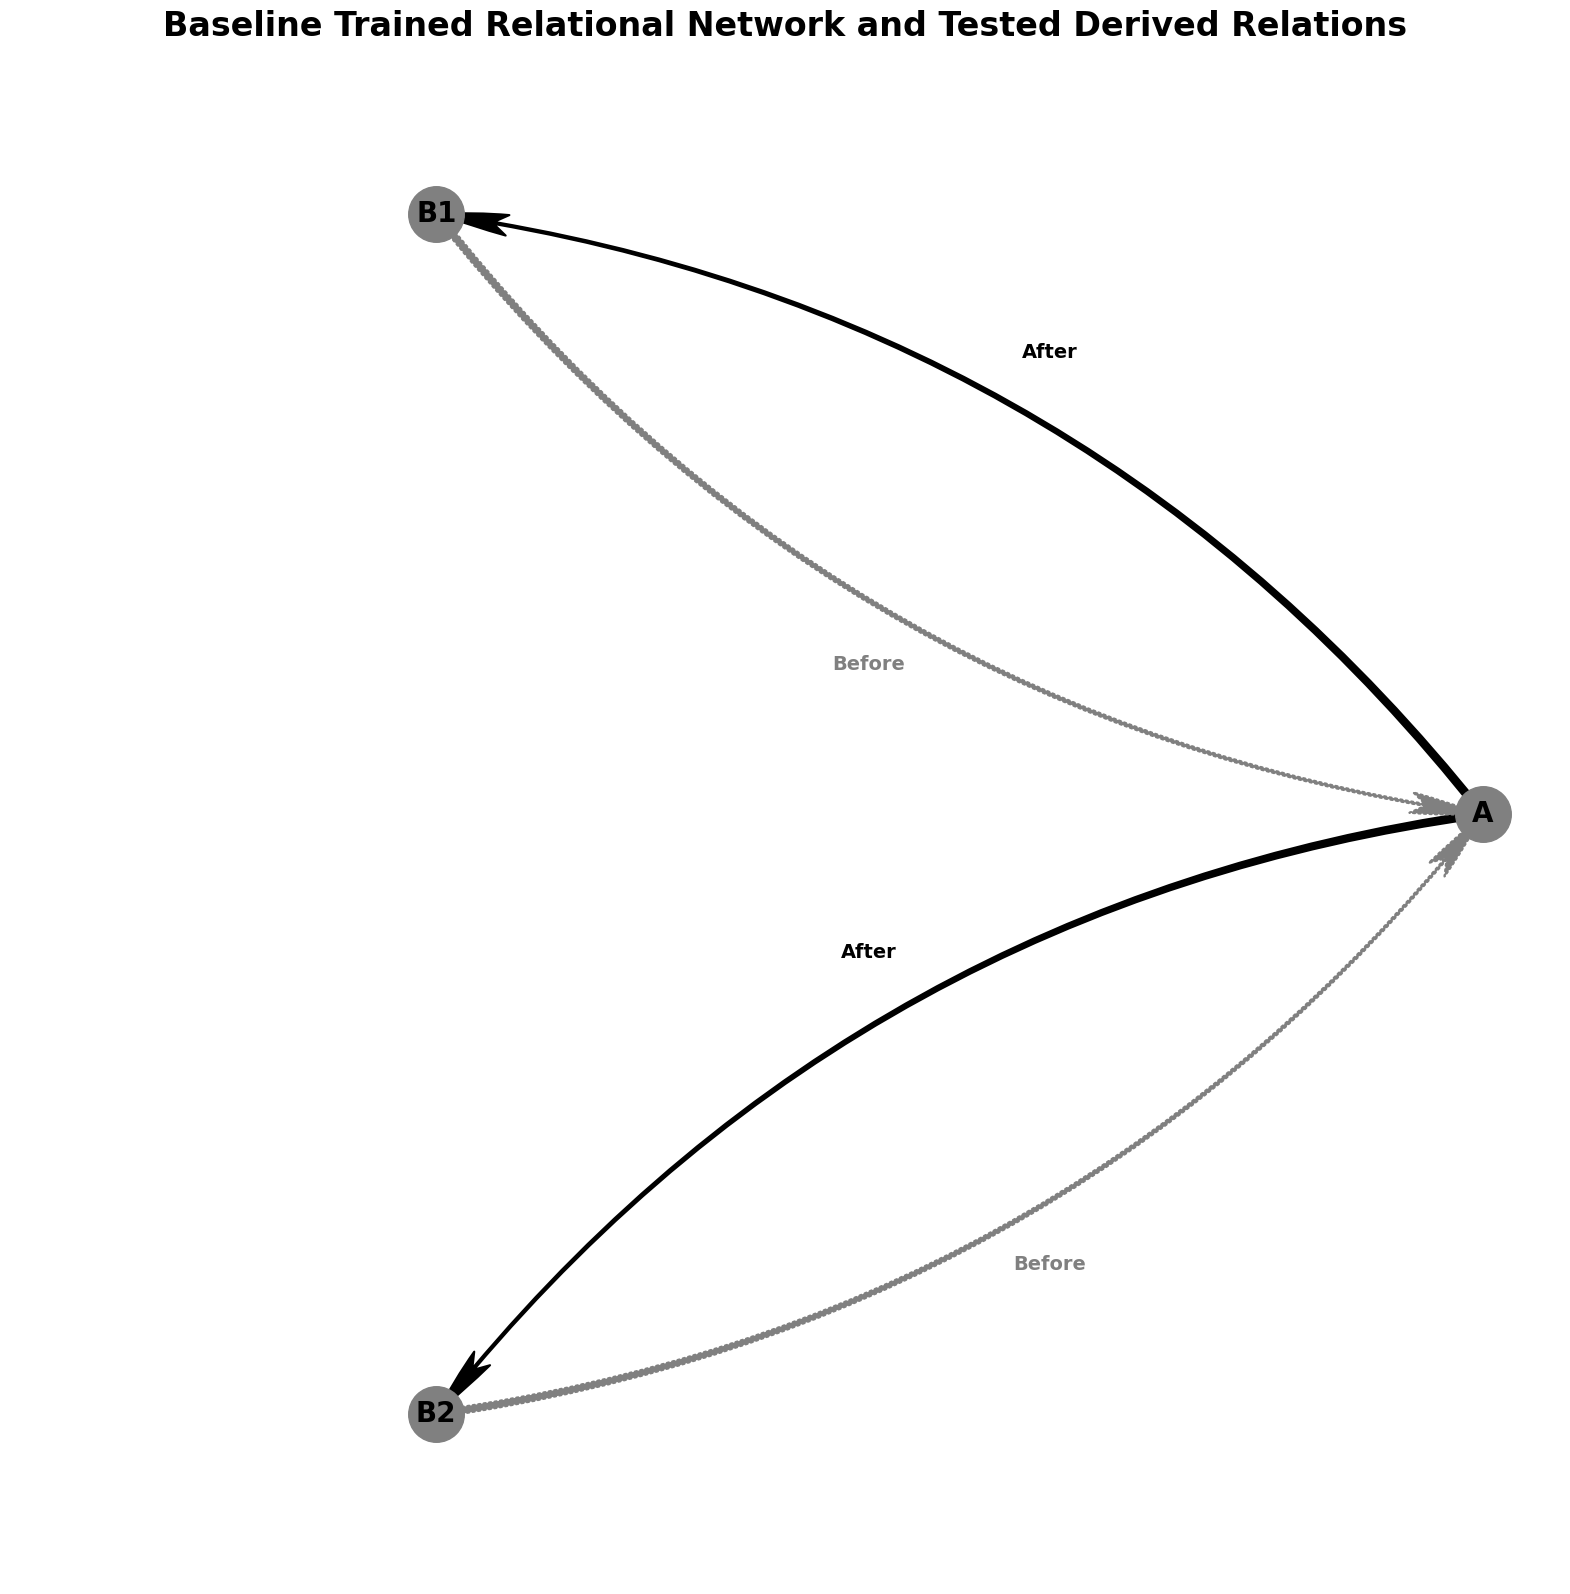 Baseline Trained Relational Network and Tested Derived Relations
B1
After
Before
A
After
Before
B2